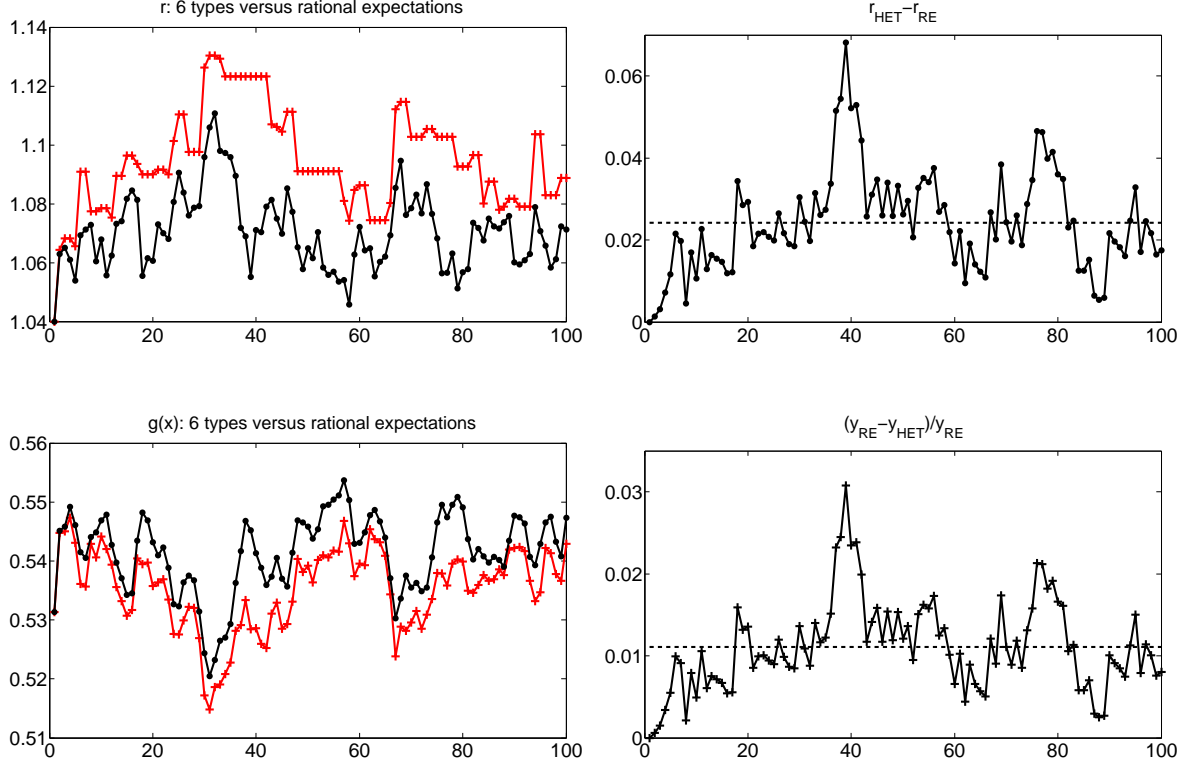 r: 6 types versus rational expectations
1.14
1.12
1.1
1.08
1.06
1.04
0 20 40 60 80 100
r_HET−r_RE
0.06
0.04
0.02
0
0 20 40 60 80 100
g(x): 6 types versus rational expectations
0.56
0.55
0.54
0.53
0.52
0.51
0 20 40 60 80 100
(y_RE−y_HET)/y_RE
0.03
0.02
0.01
0
0 20 40 60 80 100